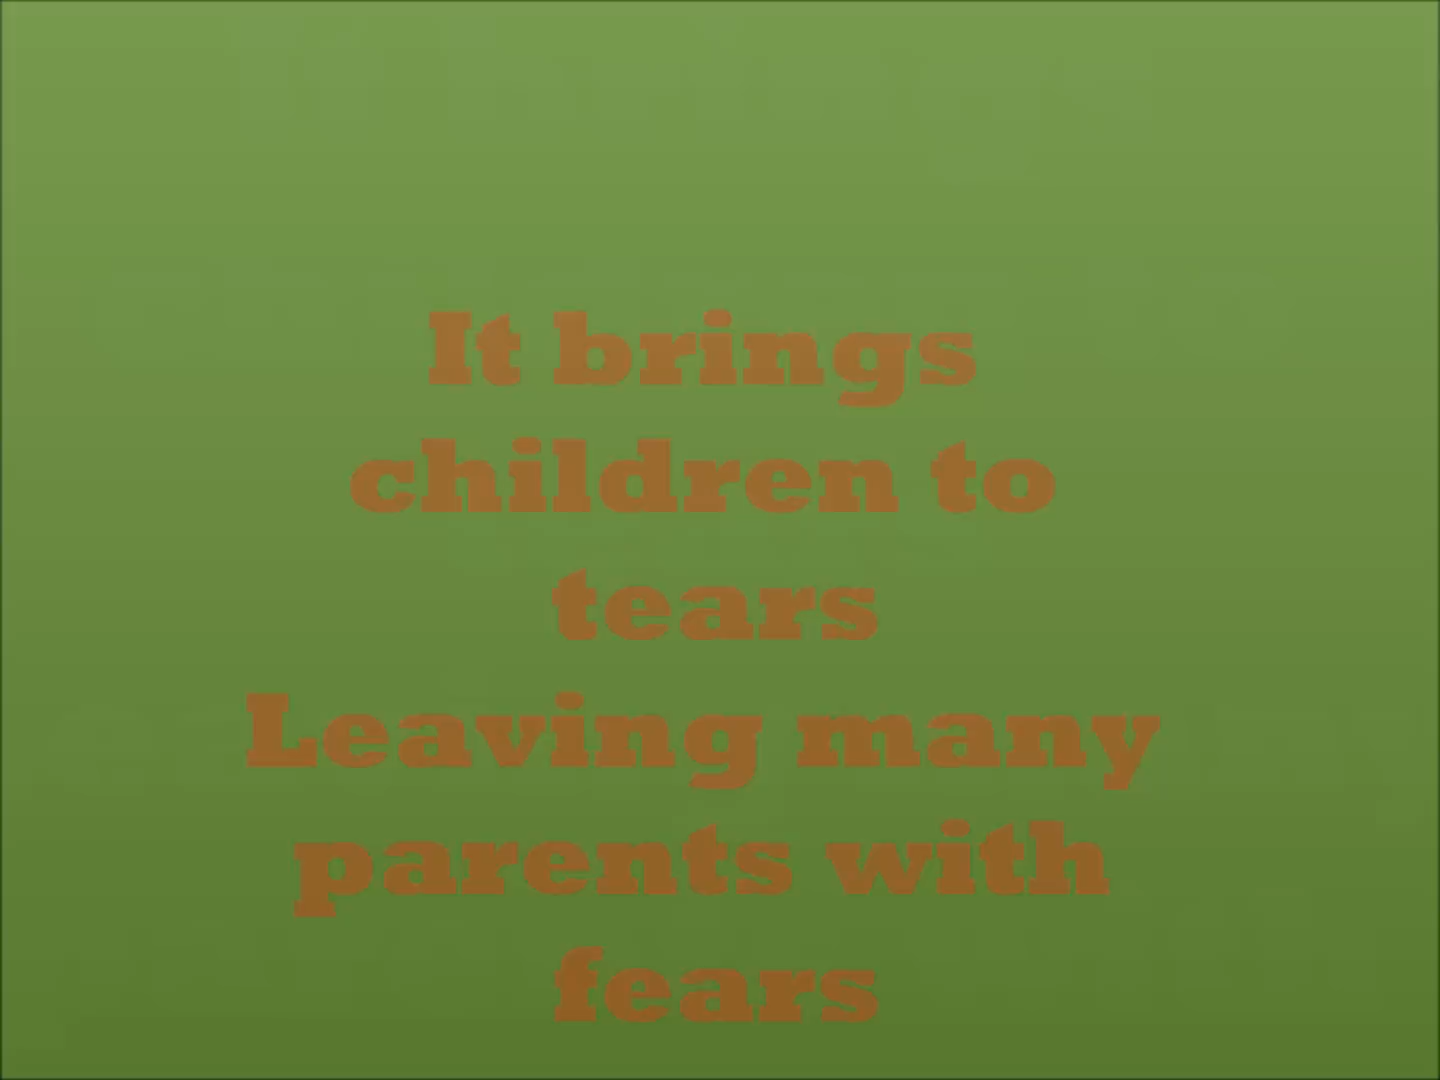 It brings
children to
tears
Leaving many
parents with
fears